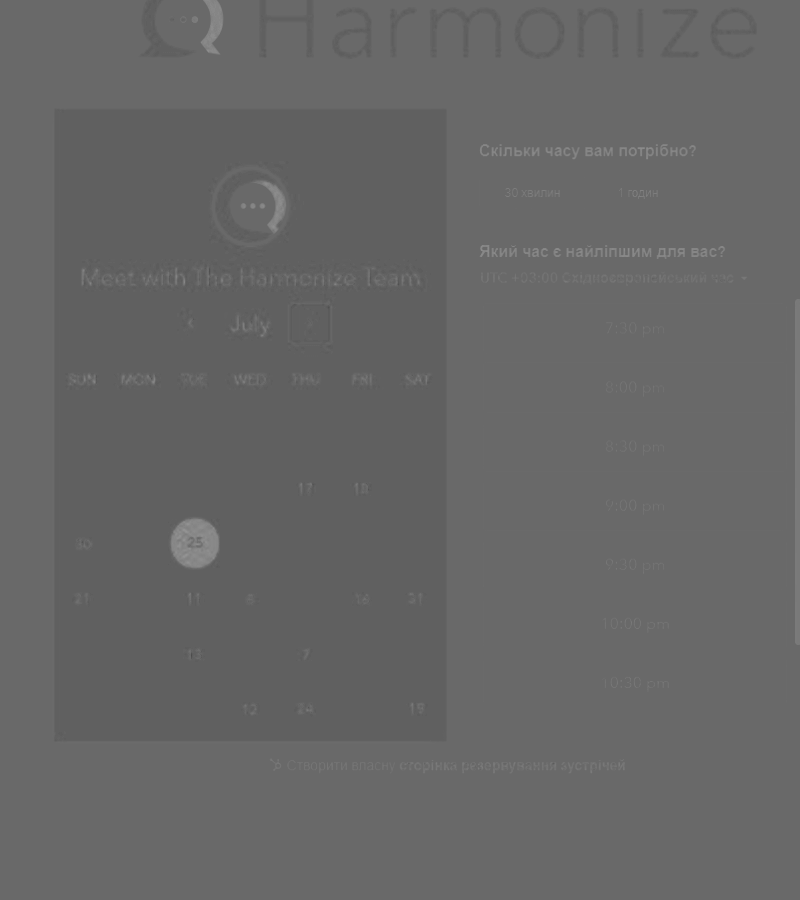 Harmonize
Meet with The Harmonize Team
July
SUN MON TUE WED THU FRI SAT
17 18
30 25
21 11 6 16 31
13 7
12 24 19
Скільки часу вам потрібно?
30 хвилин 1 годин
Який час є найліпшим для вас?
UTC +03:00 Східноєвропейський час
7:30 pm
8:00 pm
8:30 pm
9:00 pm
9:30 pm
10:00 pm
10:30 pm
Створити власну сторінка резервування зустрічей